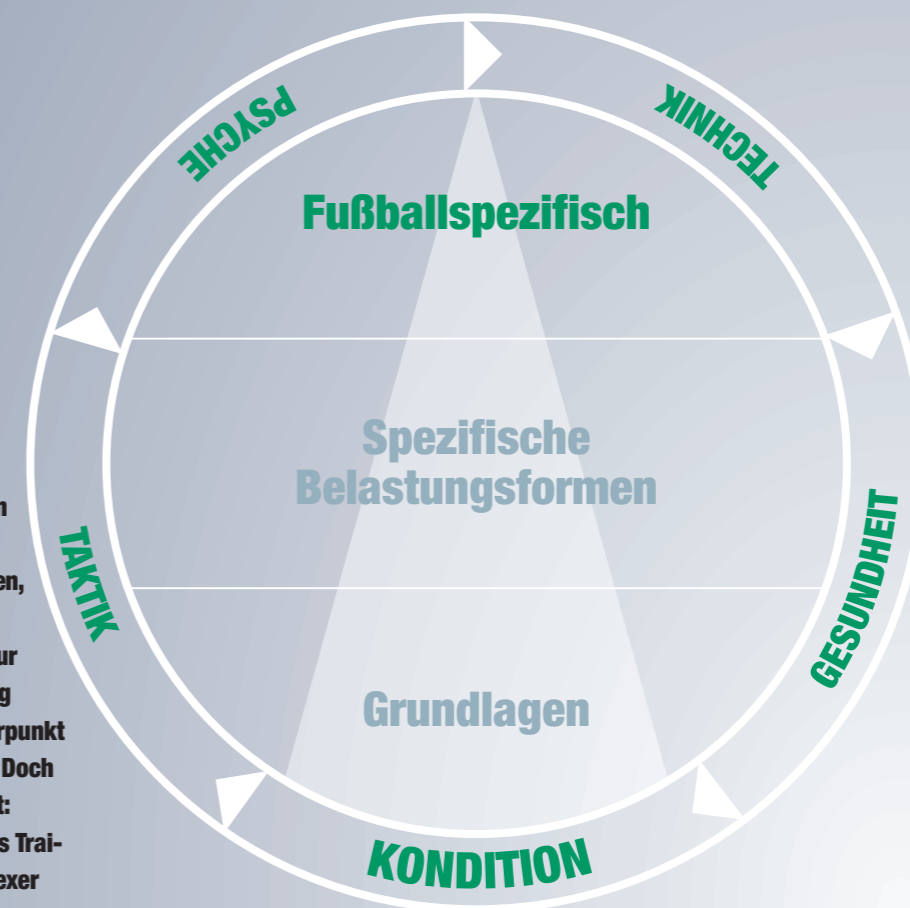 PSYCHE
TECHNIK
Fußballspezifisch
Spezifische
Belastungsformen
TAKTIK
GESUNDHEIT
Grundlagen
KONDITION
n
en,
ur
g
rpunkt
Doch
t:
s Trai-
exer